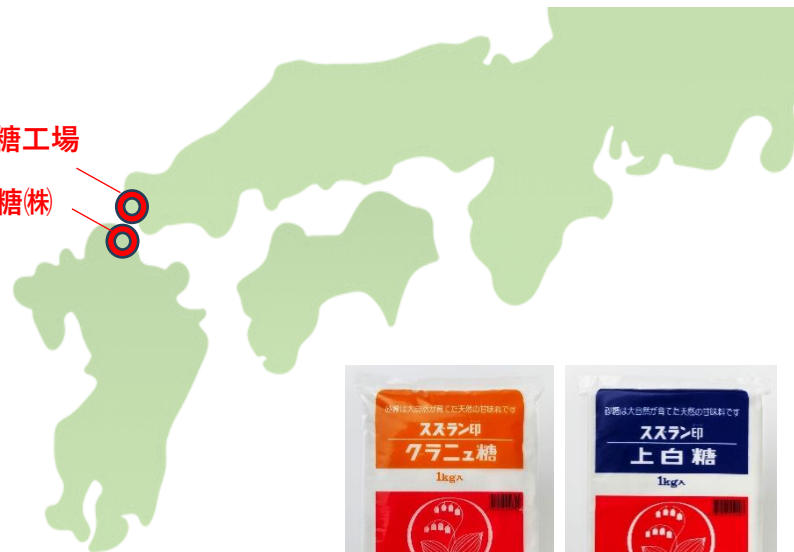 糖工場
糖㈱
砂糖は大自然が育てた天然の甘味料です
スズラン印
グラニュ糖
1kg入
砂糖は大自然が育てた天然の甘味料です
スズラン印
上白糖
1kg入